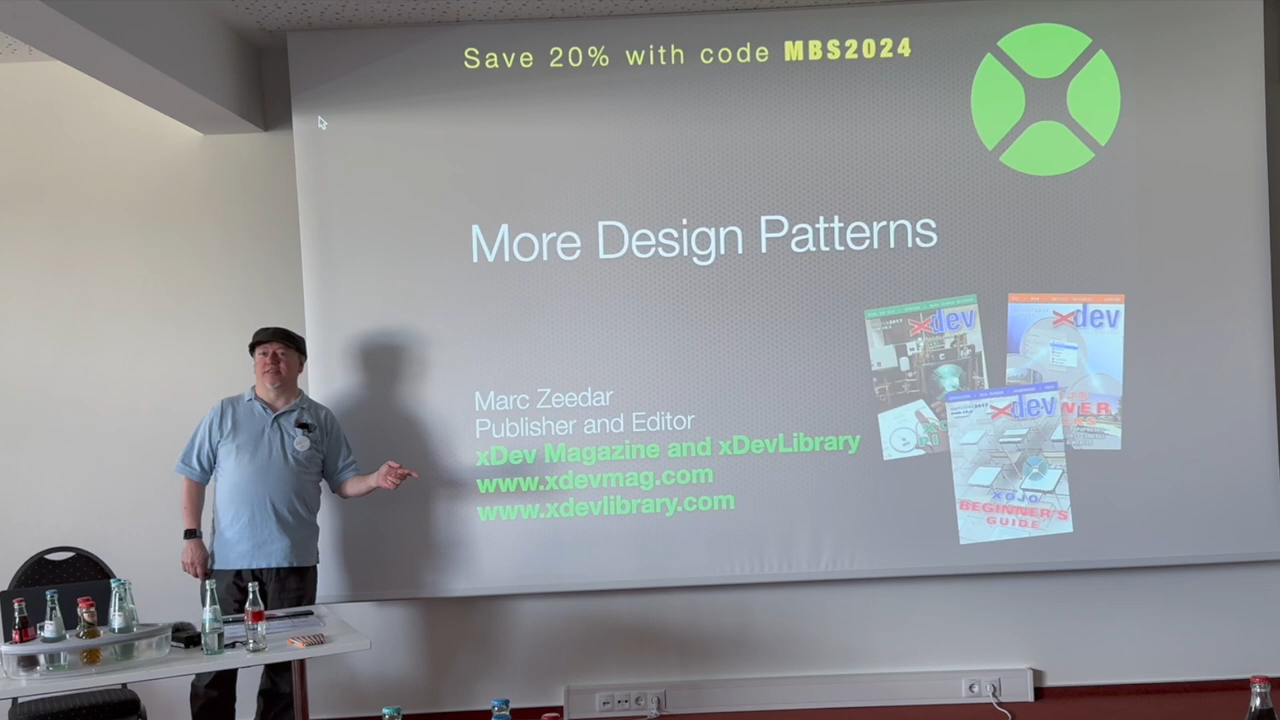 Save 20% with code MBS2024
More Design Patterns
Marc Zeedar
Publisher and Editor
xDev Magazine and xDevLibrary
www.xdevmag.com
www.xdevlibrary.com
xdev
xdev
xdev
XOJO
BEGINNER'S
GUIDE